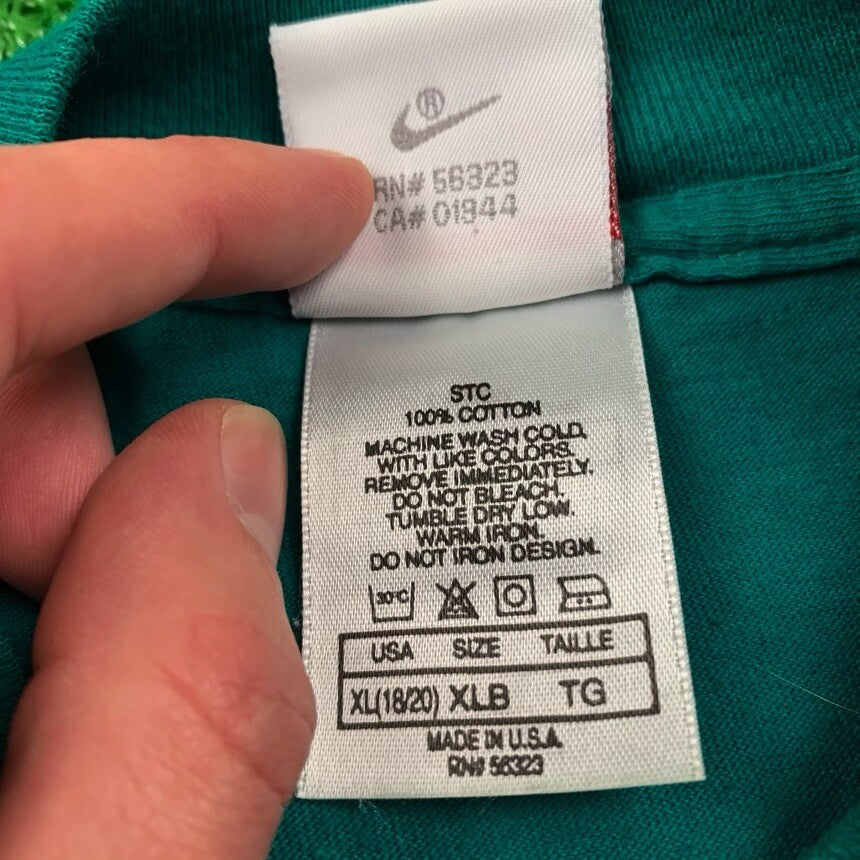 ®
RN# 56323
CA# 01944
STC
100% COTTON
MACHINE WASH COLD,
WITH LIKE COLORS.
REMOVE IMMEDIATELY.
DO NOT BLEACH.
TUMBLE DRY LOW.
WARM IRON.
DO NOT IRON DESIGN.
30°C
USA SIZE TAILLE
XL(18/20) XLB TG
MADE IN U.S.A.
RN# 56323